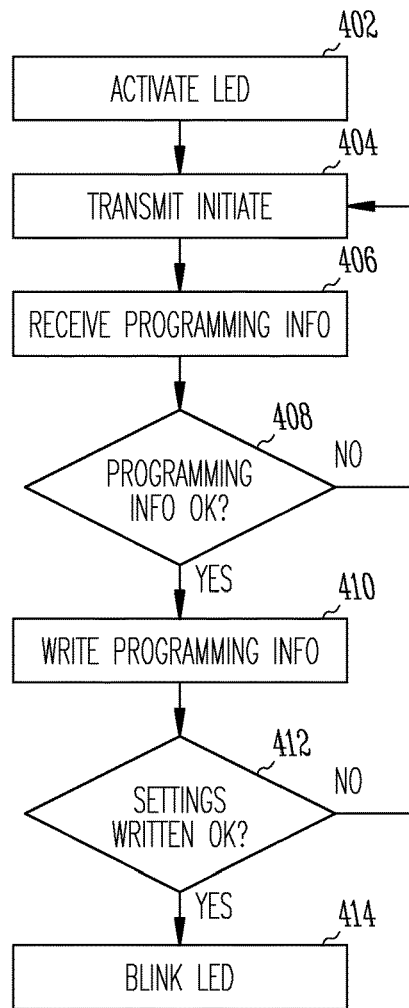 402
ACTIVATE LED
404
TRANSMIT INITIATE
406
RECEIVE PROGRAMMING INFO
408
PROGRAMMING
INFO OK?
NO
YES
410
WRITE PROGRAMMING INFO
412
SETTINGS
WRITTEN OK?
NO
YES
414
BLINK LED